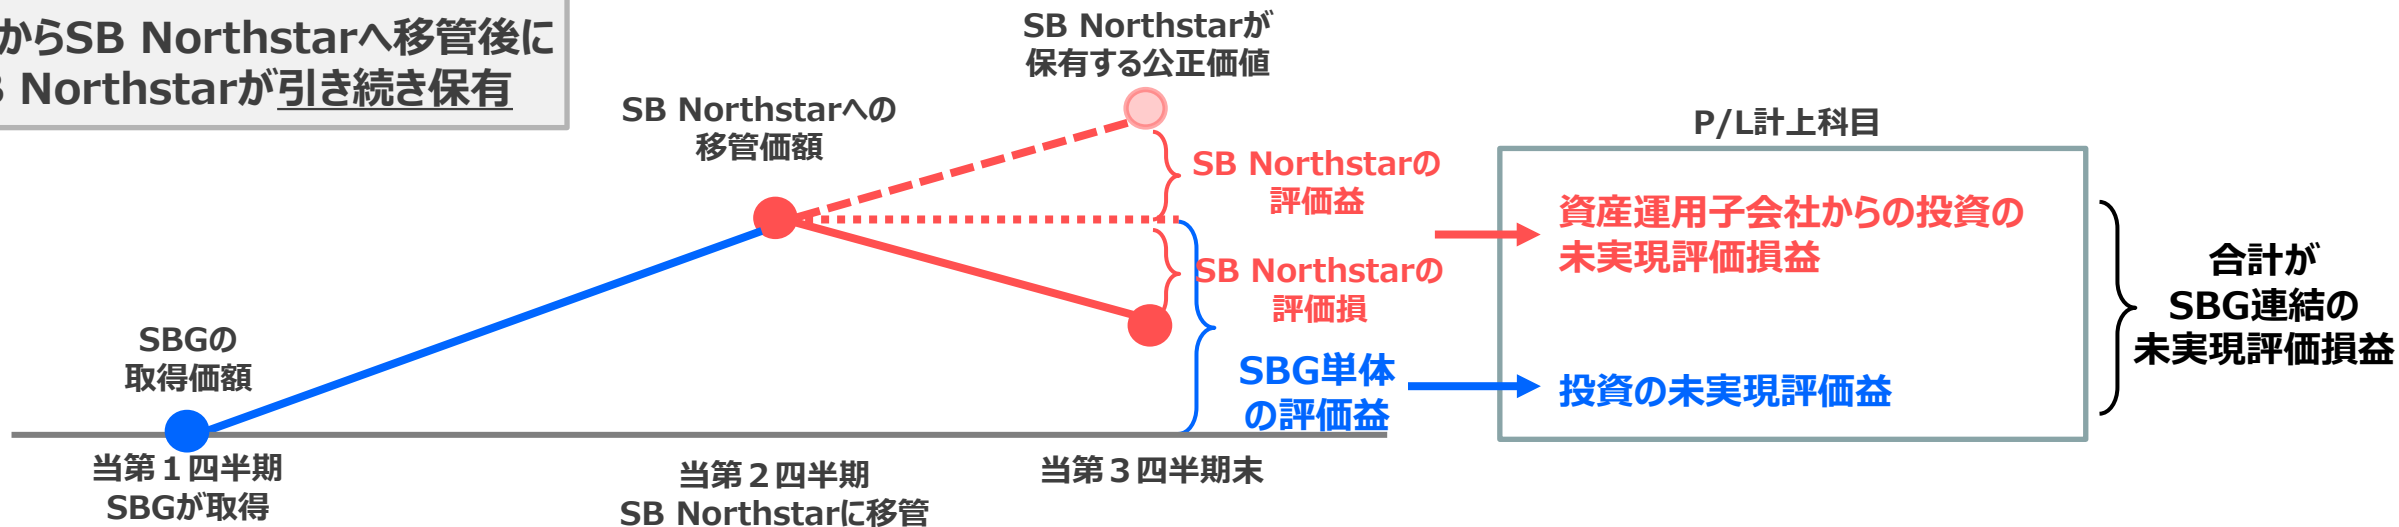 からSB Northstarへ移管後に
B Northstarが引き続き保有
SB Northstarが
保有する公正価値
SB Northstarへの
移管価額
SBGの
取得価額
SB Northstarの
評価益
SB Northstarの
評価損
SBG単体
の評価益
当第１四半期
SBGが取得
当第２四半期
SB Northstarに移管
当第３四半期末
P/L計上科目
資産運用子会社からの投資の
未実現評価損益
投資の未実現評価益
合計が
SBG連結の
未実現評価損益